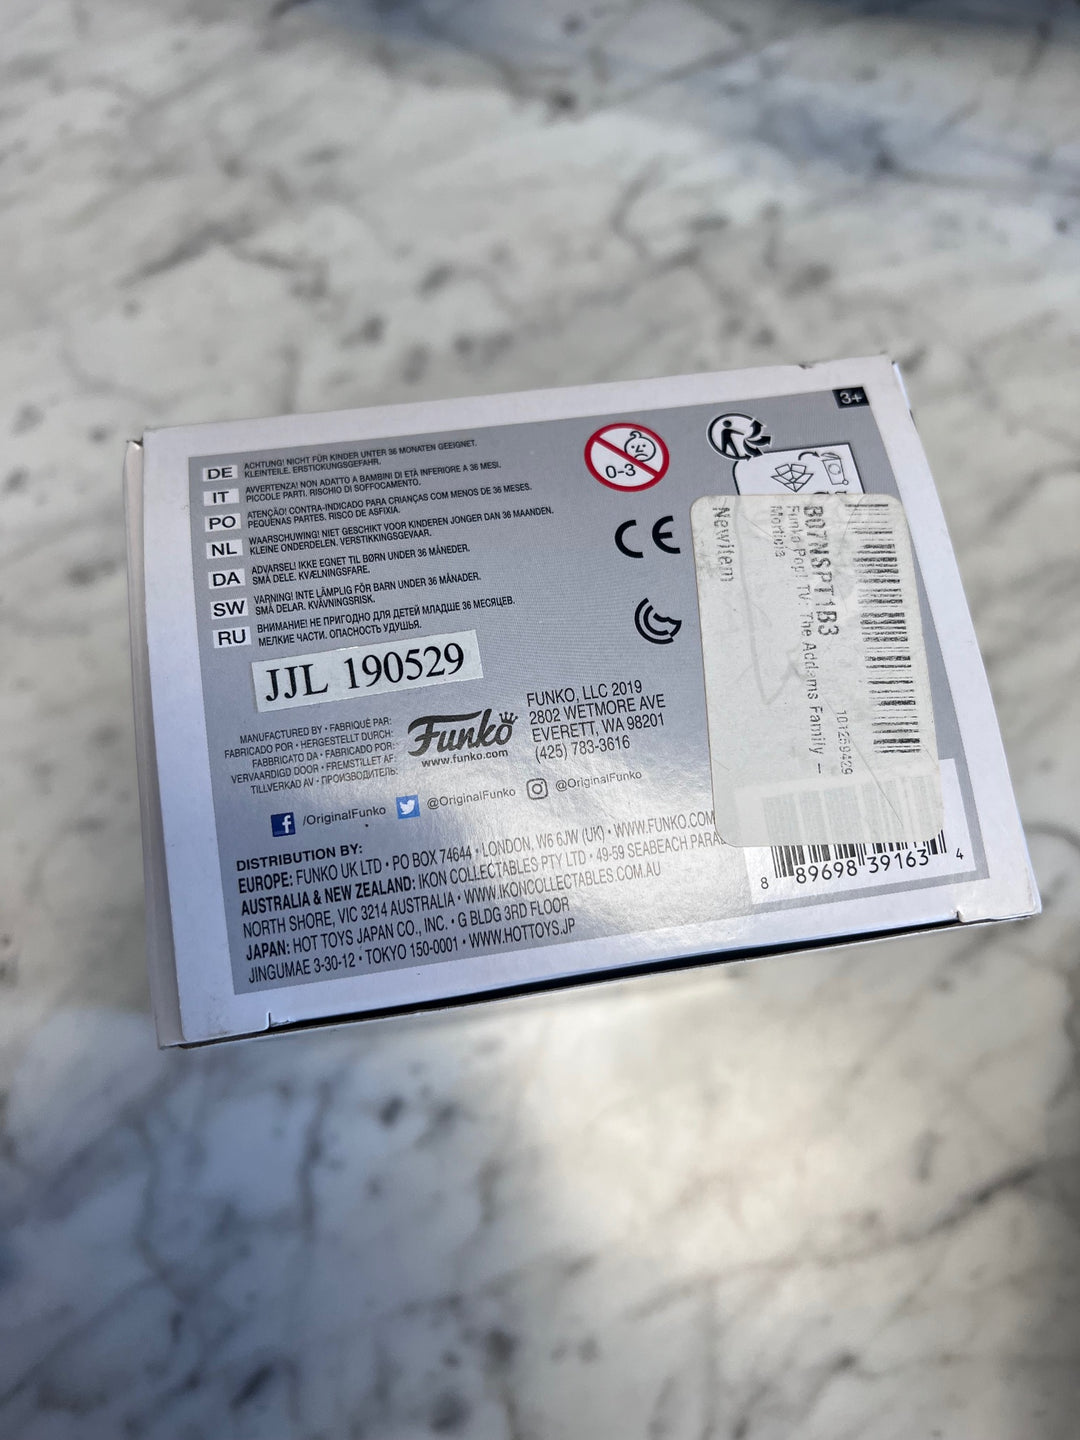 3+
DE ACHTUNG! NICHT FÜR KINDER UNTER 36 MONATEN GEEIGNET.
KLEINTEILE. ERSTICKUNGSGEFAHR.
IT AVVERTENZA! NON ADATTO A BAMBINI DI ETÀ INFERIORE A 36 MESI.
PICCOLE PARTI. RISCHIO DI SOFFOCAMENTO.
PO ATENÇÃO! CONTRA-INDICADO PARA CRIANÇAS COM MENOS DE 36 MESES.
PEQUENAS PARTES. RISCO DE ASFIXIA.
NL WAARSCHUWING! NIET GESCHIKT VOOR KINDEREN JONGER DAN 36 MAANDEN.
KLEINE ONDERDELEN. VERSTIKKINGSGEVAAR.
DA ADVARSEL! IKKE EGNET TIL BØRN UNDER 36 MÅNEDER.
SMÅ DELE. KVÆLNINGSFARE.
SW VARNING! INTE LÄMPLIG FÖR BARN UNDER 36 MÅNADER.
SMÅ DELAR. KVÄVNINGSRISK.
RU ВНИМАНИЕ! НЕ ПРИГОДНО ДЛЯ ДЕТЕЙ МЛАДШЕ 36 МЕСЯЦЕВ.
МЕЛКИЕ ЧАСТИ. ОПАСНОСТЬ УДУШЬЯ.
0-3
CE
JJL 190529
MANUFACTURED BY • FABRIQUÉ PAR:
FABRICADO POR • HERGESTELLT DURCH:
FABBRICATO DA • FABRICADO POR:
VERVAARDIGD DOOR • FREMSTILLET AF:
TILLVERKAD AV • ПРОИЗВОДИТЕЛЬ:
Funko
www.funko.com
FUNKO, LLC 2019
2802 WETMORE AVE
EVERETT, WA 98201
(425) 783-3616
/OriginalFunko @OriginalFunko @OriginalFunko
DISTRIBUTION BY:
EUROPE: FUNKO UK LTD • PO BOX 74644 • LONDON, W6 6JW (UK) • WWW.FUNKO.COM
AUSTRALIA & NEW ZEALAND: IKON COLLECTABLES PTY LTD • 49-59 SEABEACH
NORTH SHORE, VIC 3214 AUSTRALIA • WWW.IKONCOLLECTABLES.COM.AU
JAPAN: HOT TOYS JAPAN CO., INC. • G BLDG 3RD FLOOR
JINGUMAE 3-30-12 • TOKYO 150-0001 • WWW.HOTTOYS.JP
B07NSPT1B3
Funko Pop! TV: The Addams Family –
Morticia
NewItem
8 89698 39163 4